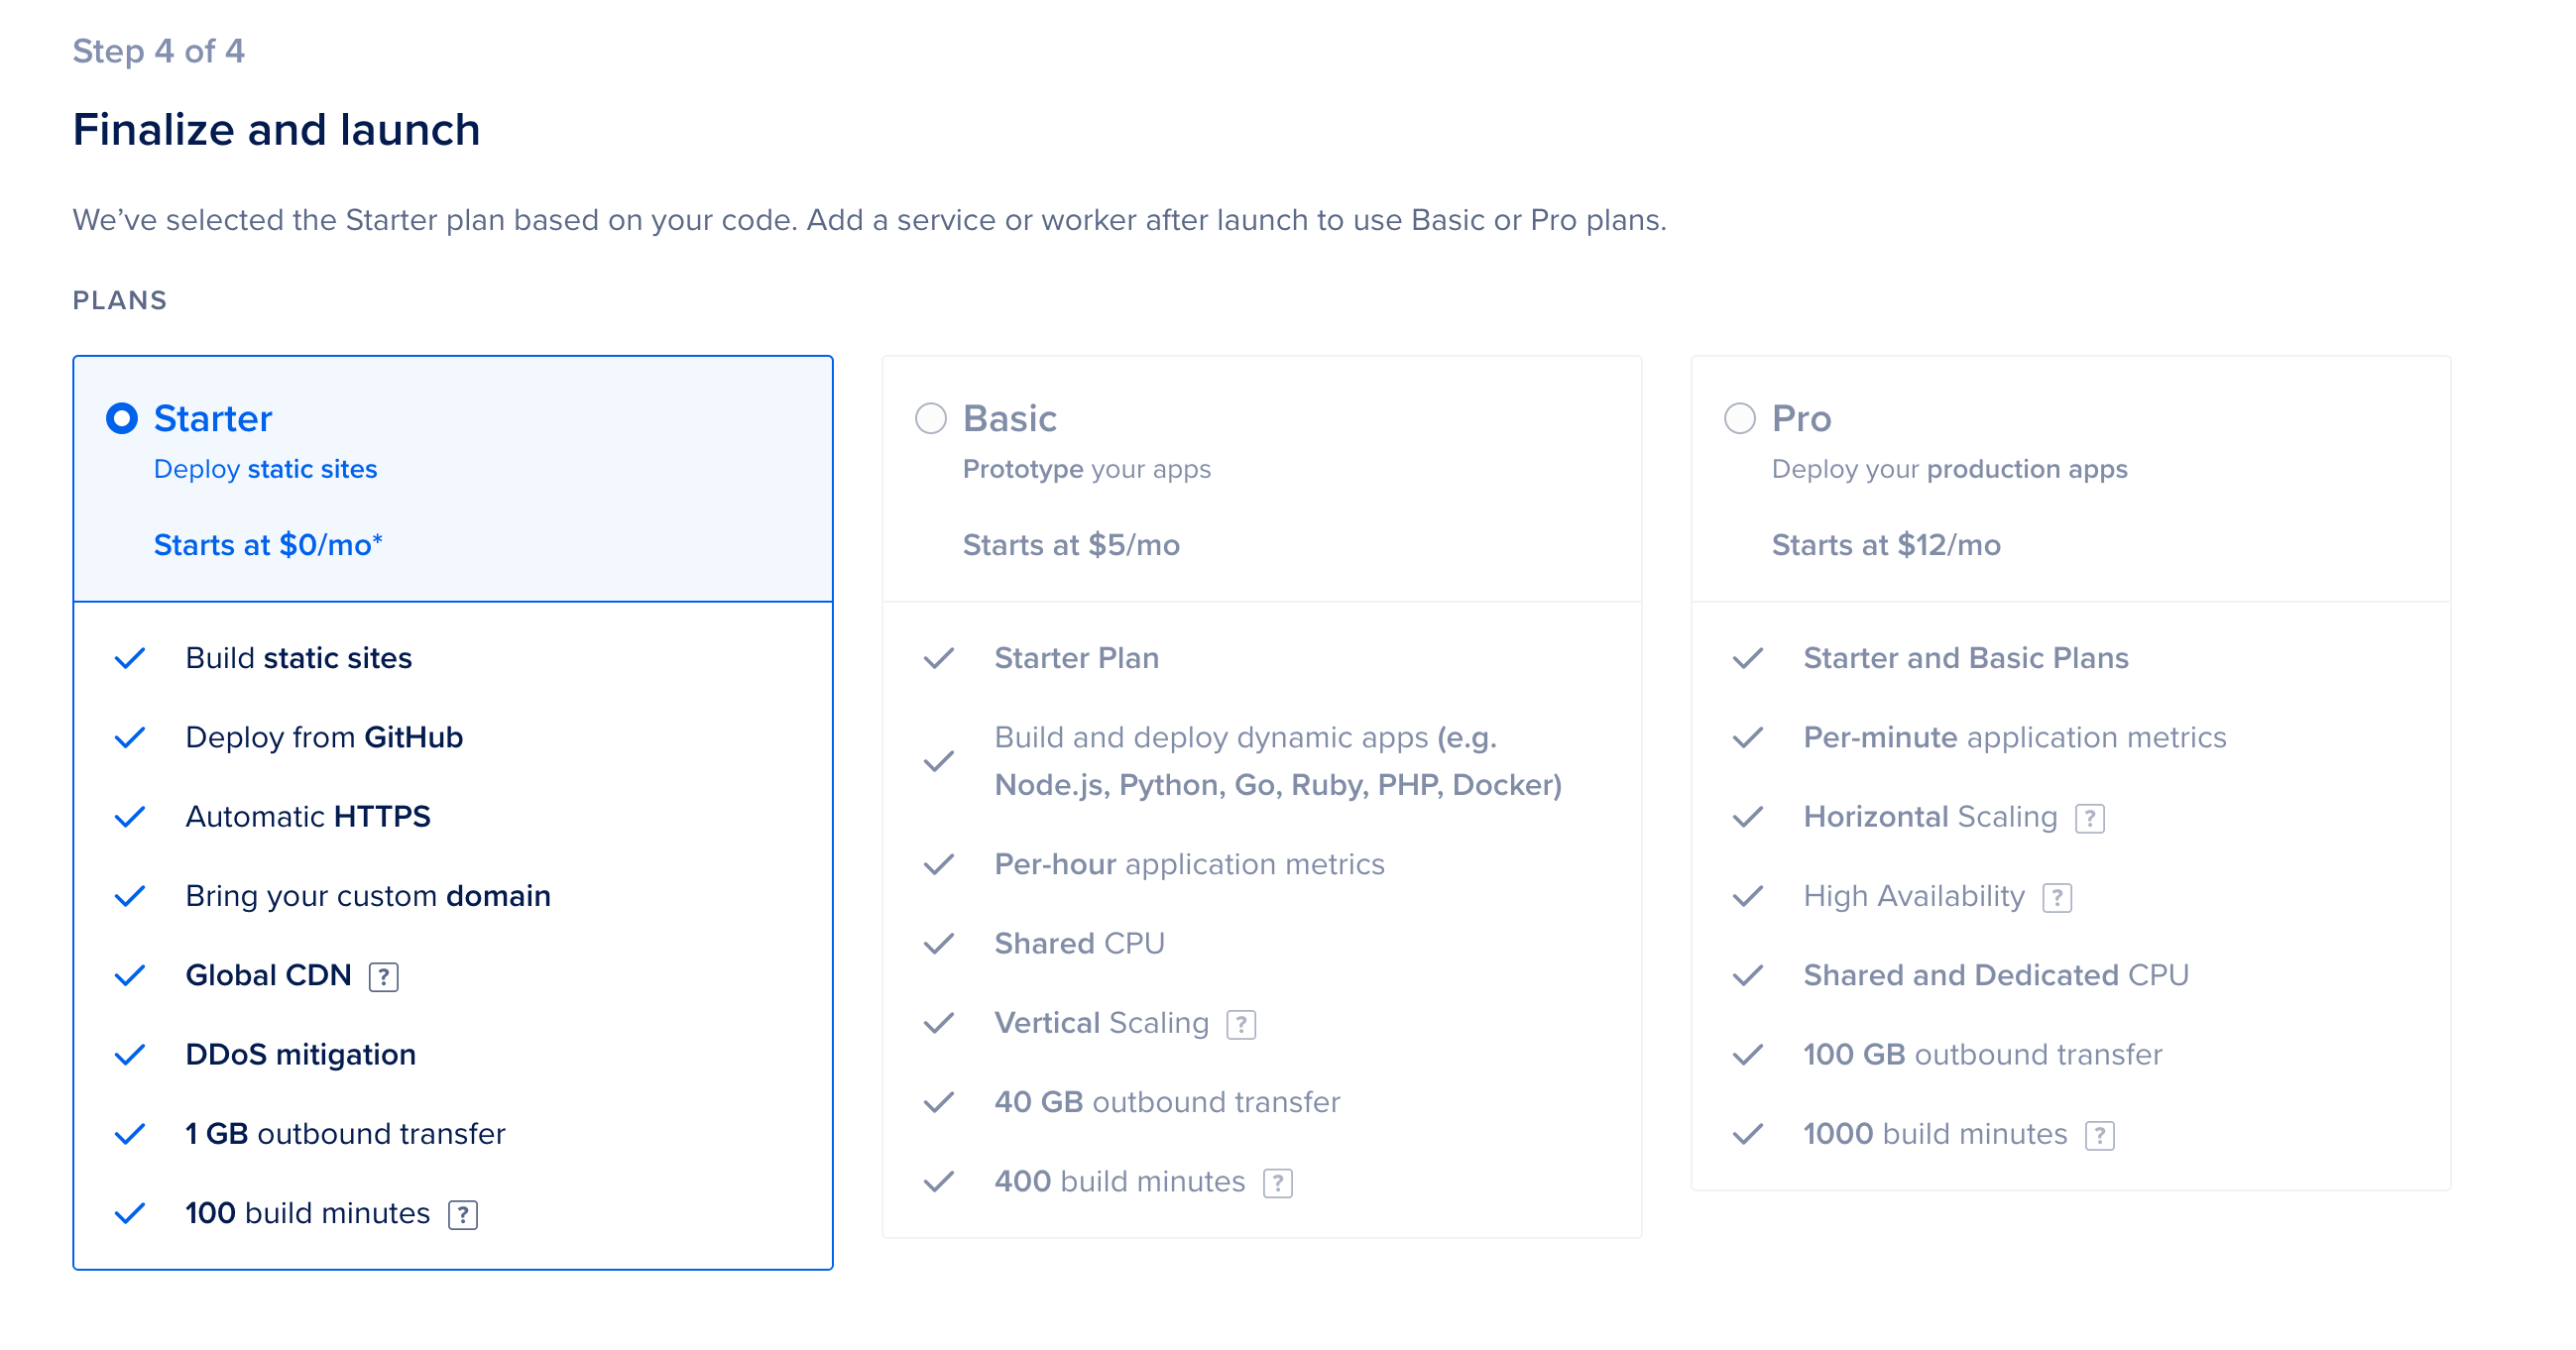 Step 4 of 4
Finalize and launch
We’ve selected the Starter plan based on your code. Add a service or worker after launch to use Basic or Pro plans.
PLANS
Starter
Deploy static sites
Starts at $0/mo*
Build static sites
Deploy from GitHub
Automatic HTTPS
Bring your custom domain
Global CDN ?
DDoS mitigation
1 GB outbound transfer
100 build minutes ?
Basic
Prototype your apps
Starts at $5/mo
Starter Plan
Build and deploy dynamic apps (e.g.
Node.js, Python, Go, Ruby, PHP, Docker)
Per-hour application metrics
Shared CPU
Vertical Scaling ?
40 GB outbound transfer
400 build minutes ?
Pro
Deploy your production apps
Starts at $12/mo
Starter and Basic Plans
Per-minute application metrics
Horizontal Scaling ?
High Availability ?
Shared and Dedicated CPU
100 GB outbound transfer
1000 build minutes ?